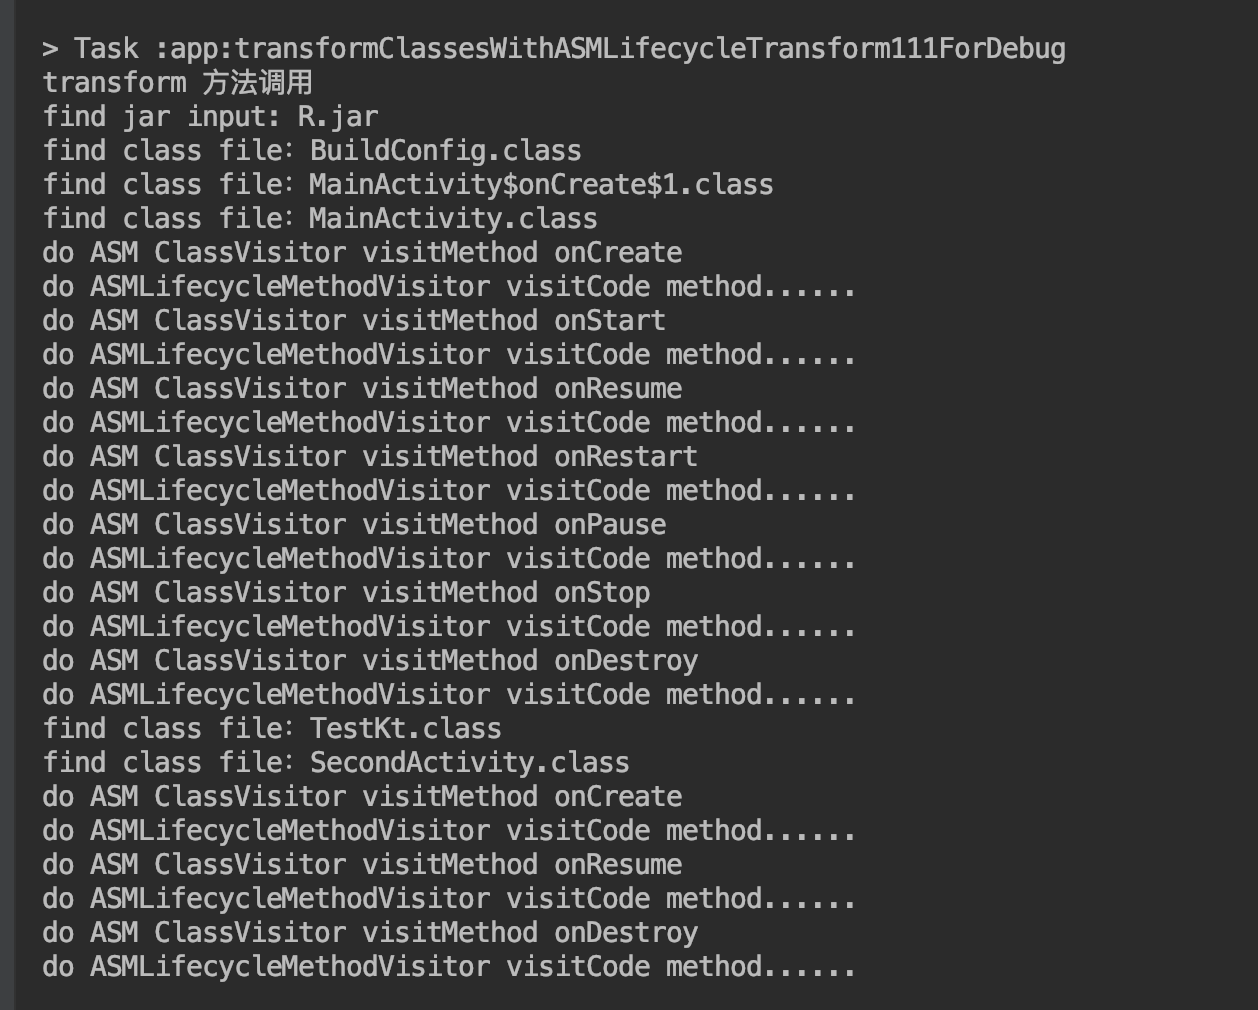 > Task :app:transformClassesWithASMLifecycleTransform111ForDebug
transform 方法调用
find jar input: R.jar
find class file：BuildConfig.class
find class file：MainActivity$onCreate$1.class
find class file：MainActivity.class
do ASM ClassVisitor visitMethod onCreate
do ASMLifecycleMethodVisitor visitCode method......
do ASM ClassVisitor visitMethod onStart
do ASMLifecycleMethodVisitor visitCode method......
do ASM ClassVisitor visitMethod onResume
do ASMLifecycleMethodVisitor visitCode method......
do ASM ClassVisitor visitMethod onRestart
do ASMLifecycleMethodVisitor visitCode method......
do ASM ClassVisitor visitMethod onPause
do ASMLifecycleMethodVisitor visitCode method......
do ASM ClassVisitor visitMethod onStop
do ASMLifecycleMethodVisitor visitCode method......
do ASM ClassVisitor visitMethod onDestroy
do ASMLifecycleMethodVisitor visitCode method......
find class file：TestKt.class
find class file：SecondActivity.class
do ASM ClassVisitor visitMethod onCreate
do ASMLifecycleMethodVisitor visitCode method......
do ASM ClassVisitor visitMethod onResume
do ASMLifecycleMethodVisitor visitCode method......
do ASM ClassVisitor visitMethod onDestroy
do ASMLifecycleMethodVisitor visitCode method......